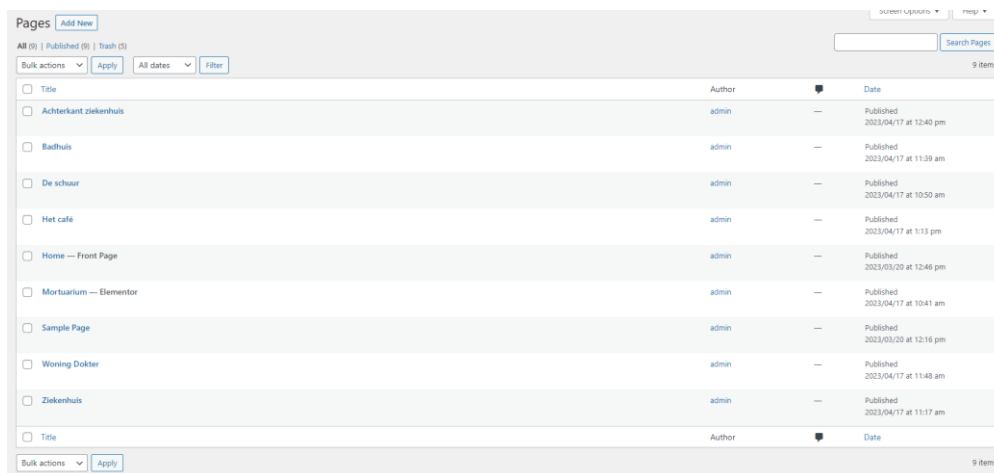 Screen Options Help
Pages Add New
All (9) | Published (9) | Trash (5)
Search Pages
Bulk actions Apply All dates Filter
9 item
Title Author Date
Achterkant ziekenhuis admin — Published
2023/04/17 at 12:40 pm
Badhuis admin — Published
2023/04/17 at 11:39 am
De schuur admin — Published
2023/04/17 at 10:50 am
Het café admin — Published
2023/04/17 at 1:13 pm
Home — Front Page admin — Published
2023/03/20 at 12:46 pm
Mortuarium — Elementor admin — Published
2023/04/17 at 10:41 am
Sample Page admin — Published
2023/03/20 at 12:16 pm
Woning Dokter admin — Published
2023/04/17 at 11:48 am
Ziekenhuis admin — Published
2023/04/17 at 11:17 am
Title Author Date
Bulk actions Apply
9 item